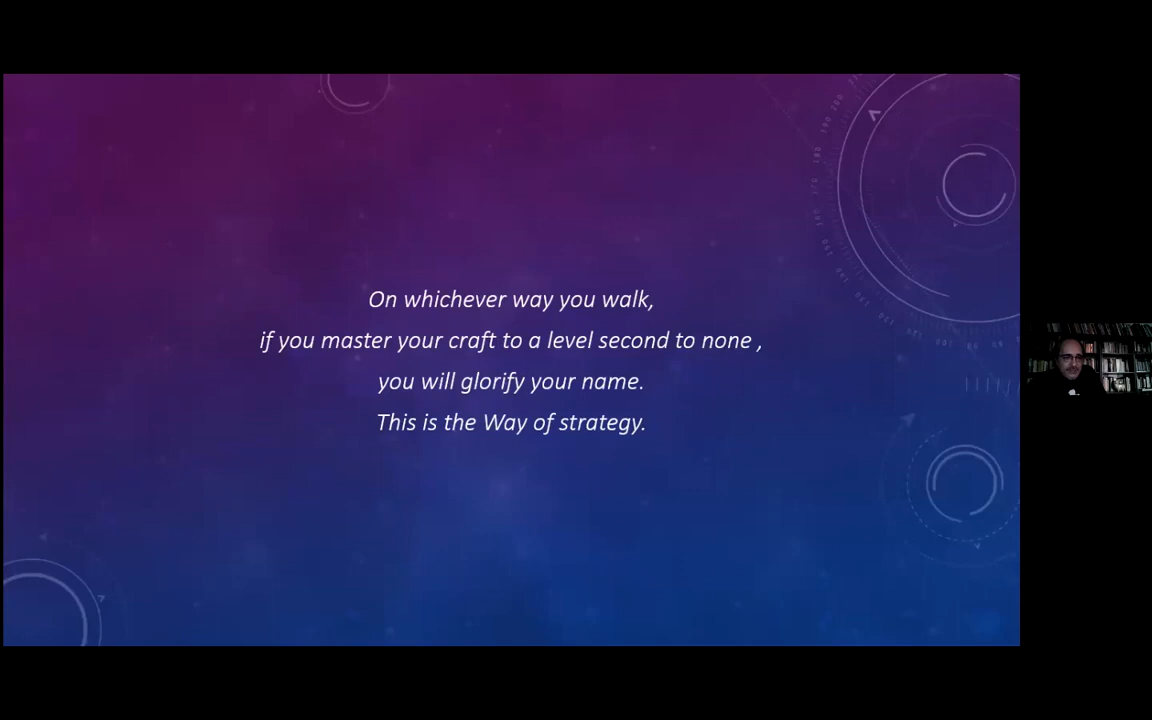 On whichever way you walk,
if you master your craft to a level second to none ,
you will glorify your name.
This is the Way of strategy.